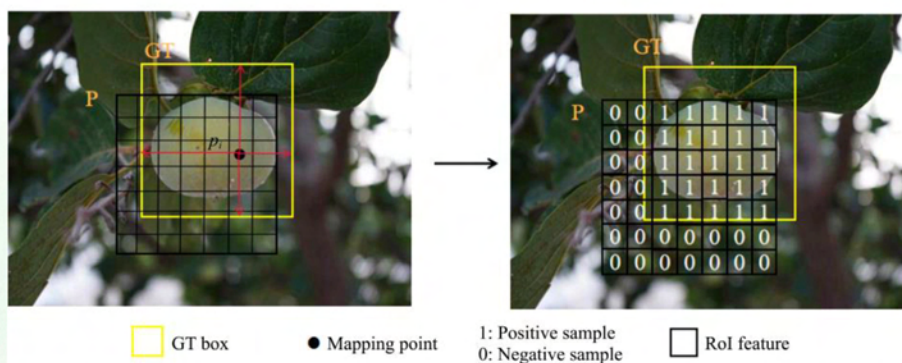 GT
P
p_i
GT
P
0 0 1 1 1 1 1
0 0 1 1 1 1 1
0 0 1 1 1 1 1
0 0 1 1 1 1 1
0 0 1 1 1 1 1
0 0 0 0 0 0 0
0 0 0 0 0 0 0
GT box
Mapping point
1: Positive sample
0: Negative sample
RoI feature